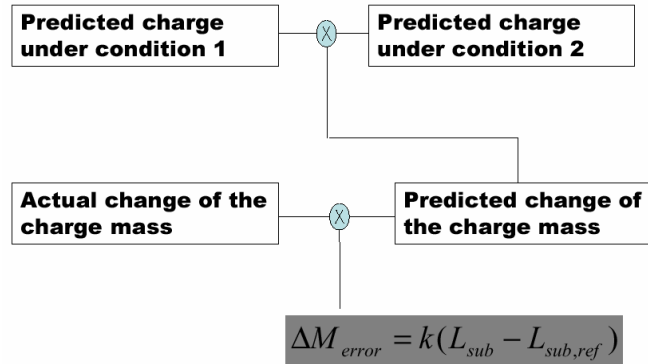 Predicted charge
under condition 1
X
Predicted charge
under condition 2
Actual change of the
charge mass
X
Predicted change of
the charge mass
ΔM_error = k(L_sub − L_sub,ref)